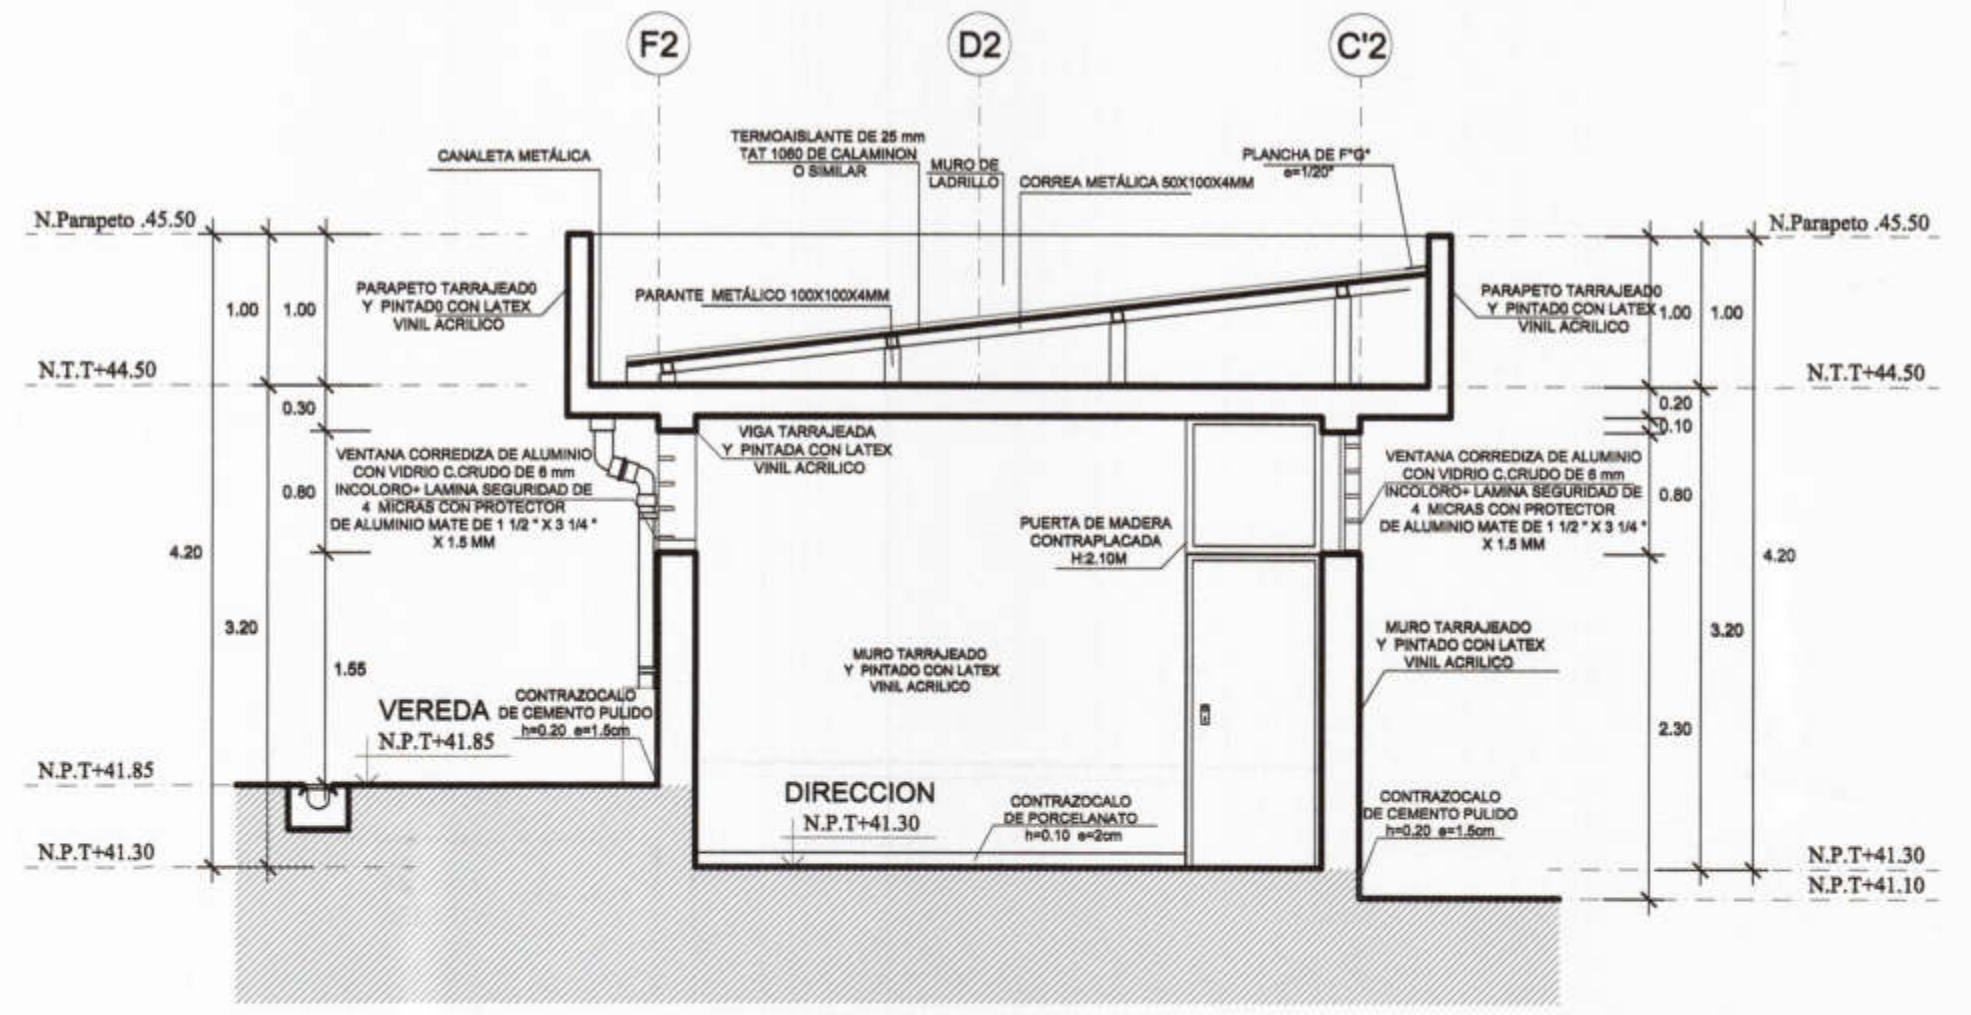 F2
D2
C'2
CANALETA METÁLICA
TERMOAISLANTE DE 25 mm
TAT 1060 DE CALAMINON
O SIMILAR
MURO DE
LADRILLO
CORREA METÁLICA 50X100X4MM
PLANCHA DE F°G°
e=1/20"
N.Parapeto .45.50
N.Parapeto .45.50
1.00
1.00
PARAPETO TARRAJEADO
Y PINTADO CON LATEX
VINIL ACRILICO
PARANTE METÁLICO 100X100X4MM
PARAPETO TARRAJEADO
Y PINTADO CON LATEX
VINIL ACRILICO
1.00
1.00
N.T.T+44.50
N.T.T+44.50
0.30
0.20
0.10
VIGA TARRAJEADA
Y PINTADA CON LATEX
VINIL ACRILICO
VENTANA CORREDIZA DE ALUMINIO
CON VIDRIO C.CRUDO DE 6 mm
INCOLORO+ LAMINA SEGURIDAD DE
4 MICRAS CON PROTECTOR
DE ALUMINIO MATE DE 1 1/2 " X 3 1/4 "
X 1.5 MM
0.80
VENTANA CORREDIZA DE ALUMINIO
CON VIDRIO C.CRUDO DE 6 mm
INCOLORO+ LAMINA SEGURIDAD DE
4 MICRAS CON PROTECTOR
DE ALUMINIO MATE DE 1 1/2 " X 3 1/4 "
X 1.5 MM
0.80
PUERTA DE MADERA
CONTRAPLACADA
H:2.10M
4.20
4.20
3.20
3.20
1.55
MURO TARRAJEADO
Y PINTADO CON LATEX
VINIL ACRILICO
MURO TARRAJEADO
Y PINTADO CON LATEX
VINIL ACRILICO
VEREDA
N.P.T+41.85
CONTRAZOCALO
DE CEMENTO PULIDO
h=0.20 e=1.5cm
2.30
N.P.T+41.85
DIRECCION
N.P.T+41.30
CONTRAZOCALO
DE PORCELANATO
h=0.10 e=2cm
CONTRAZOCALO
DE CEMENTO PULIDO
h=0.20 e=1.5cm
N.P.T+41.30
N.P.T+41.30
N.P.T+41.10